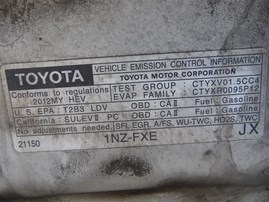 VEHICLE EMISSION CONTROL INFORMATION
TOYOTA TOYOTA MOTOR CORPORATION
Conforms to regulations TEST GROUP : CTYXV01.5CC4
2012MY HEV EVAP FAMILY : CTYXR0095P12
U.S. EPA : T2B3 LDV OBD : CA II Fuel : Gasoline
California : SULEV II PC OBD : CA II Fuel : Gasoline
No adjustments needed. SFI, EGR, A/FS, WU-TWC, HO2S, TWC
21150 1NZ-FXE JX